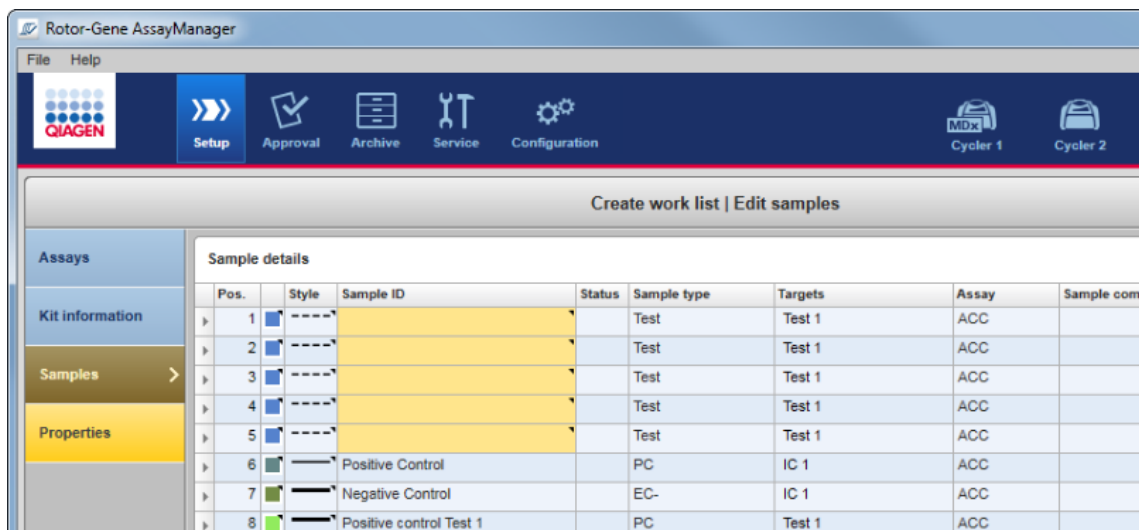 Rotor-Gene AssayManager
File Help
QIAGEN
Setup Approval Archive Service Configuration MDx Cycler 1 Cycler 2
Create work list | Edit samples
Assays
Kit information
Samples
Properties
Sample details
Pos. Style Sample ID Status Sample type Targets Assay Sample com
1 Test Test 1 ACC
2 Test Test 1 ACC
3 Test Test 1 ACC
4 Test Test 1 ACC
5 Test Test 1 ACC
6 Positive Control PC IC 1 ACC
7 Negative Control EC- IC 1 ACC
8 Positive control Test 1 PC Test 1 ACC